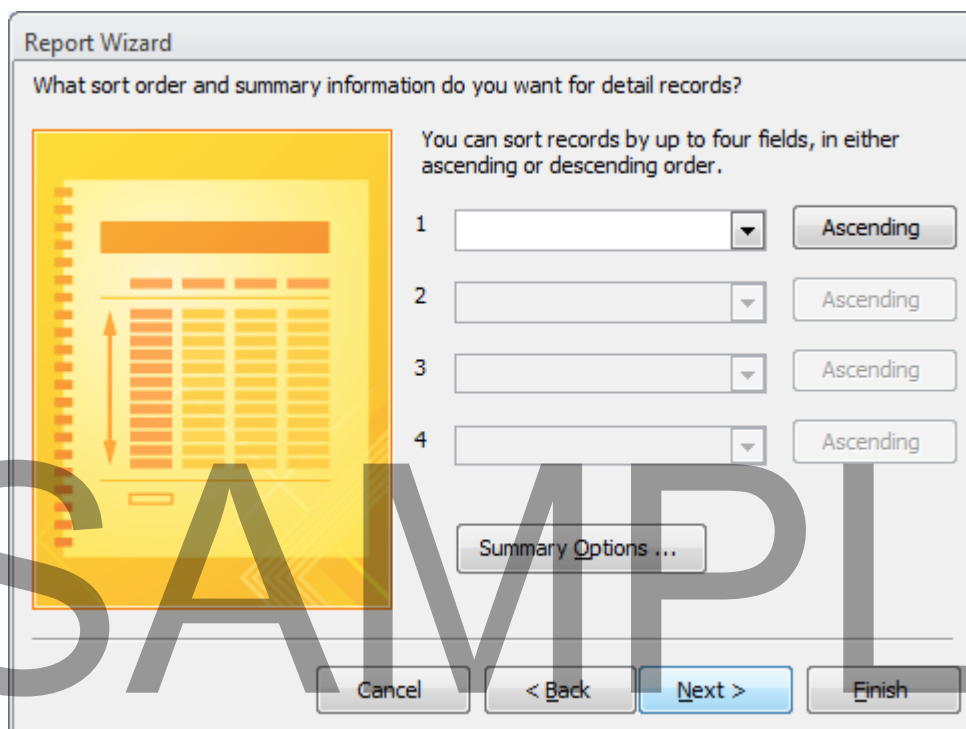 Report Wizard
What sort order and summary information do you want for detail records?
You can sort records by up to four fields, in either
ascending or descending order.
1 Ascending
2 Ascending
3 Ascending
4 Ascending
Summary Options ...
Cancel < Back Next > Finish
SAMPL